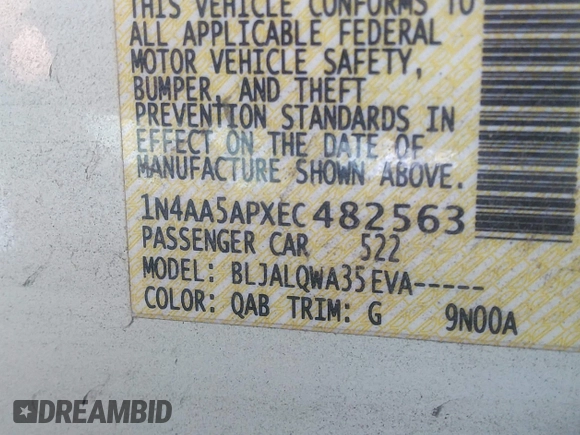 THIS VEHICLE CONFORMS TO
ALL APPLICABLE FEDERAL
MOTOR VEHICLE SAFETY,
BUMPER, AND THEFT
PREVENTION STANDARDS IN
EFFECT ON THE DATE OF
MANUFACTURE SHOWN ABOVE.
1N4AA5APXEC482563
PASSENGER CAR 522
MODEL: BLJALQWA35EVA-----
COLOR: QAB TRIM: G 9N00A
DREAMBID